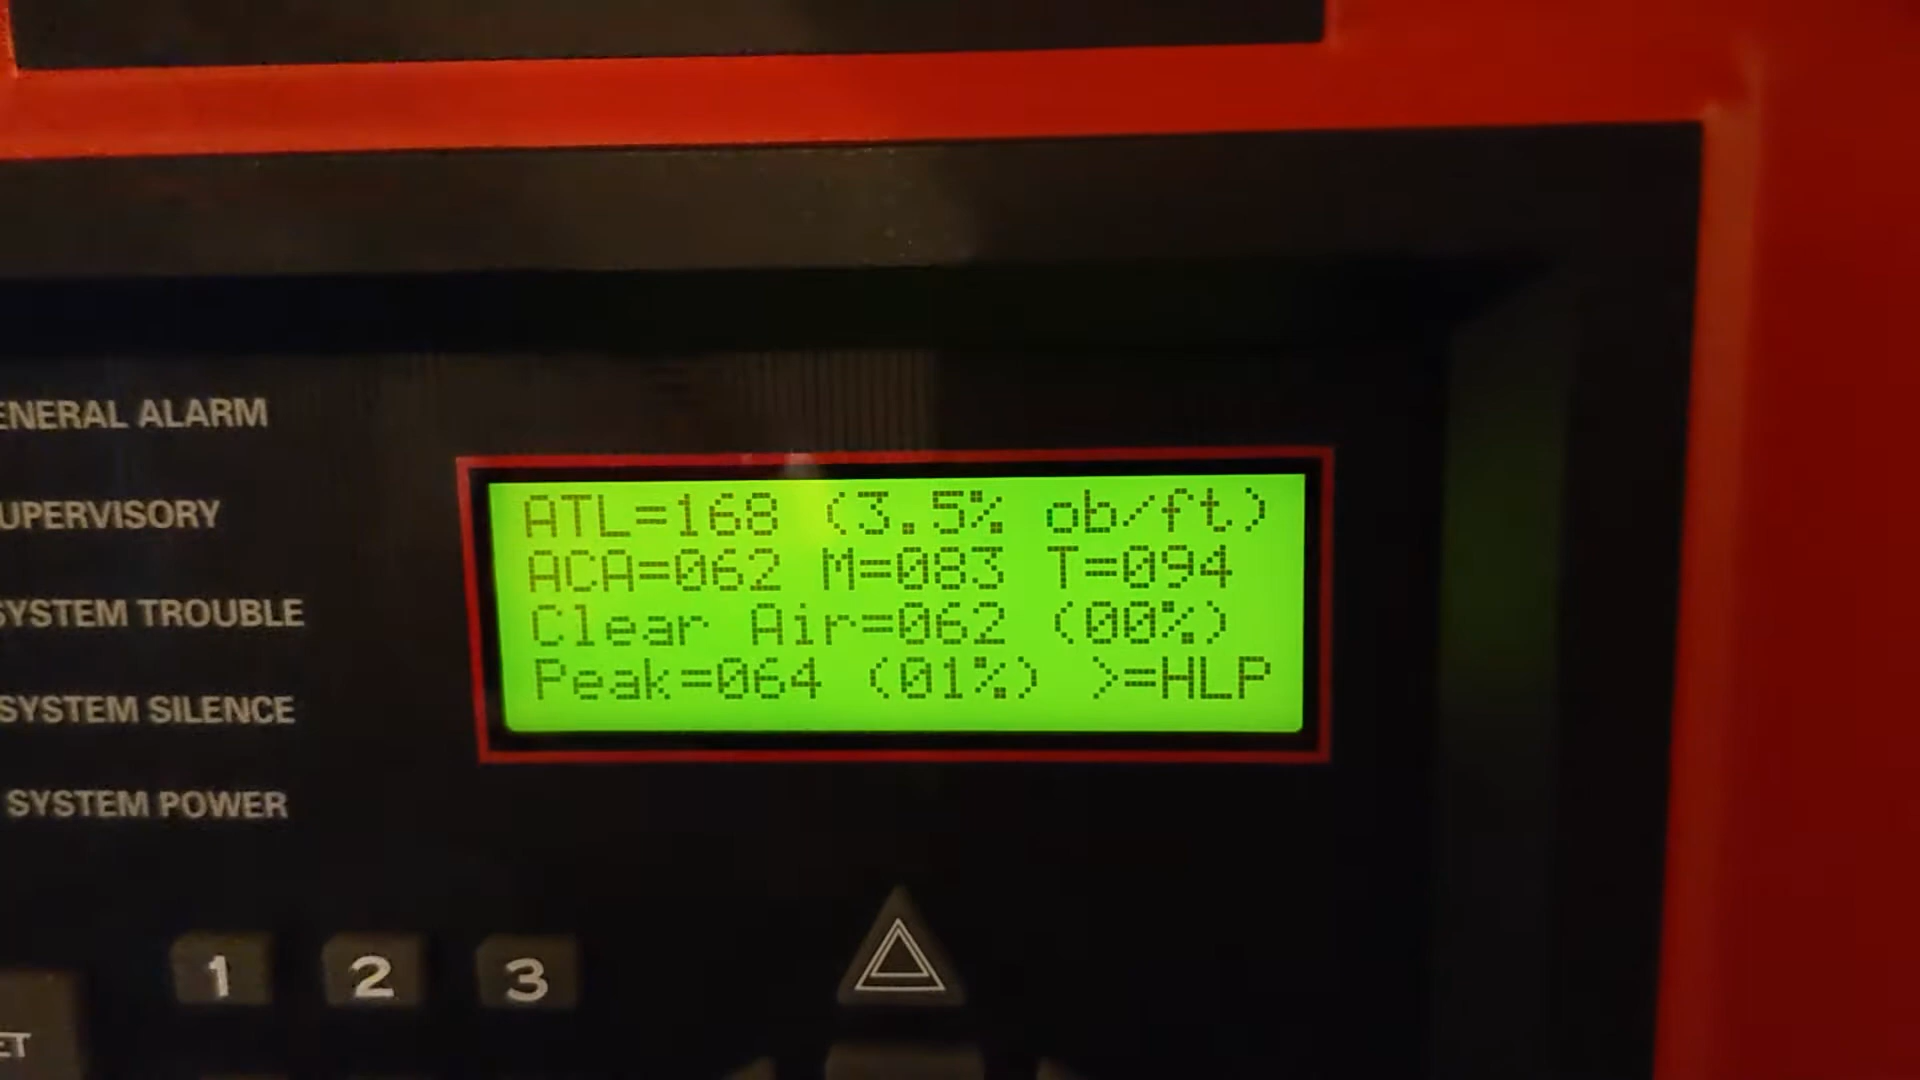 ENERAL ALARM
UPERVISORY
SYSTEM TROUBLE
SYSTEM SILENCE
SYSTEM POWER
ATL=168 (3.5% ob/ft)
ACA=062 M=083 T=094
Clear Air=062 (00%)
Peak=064 (01%) >=HLP
1 2 3
ET